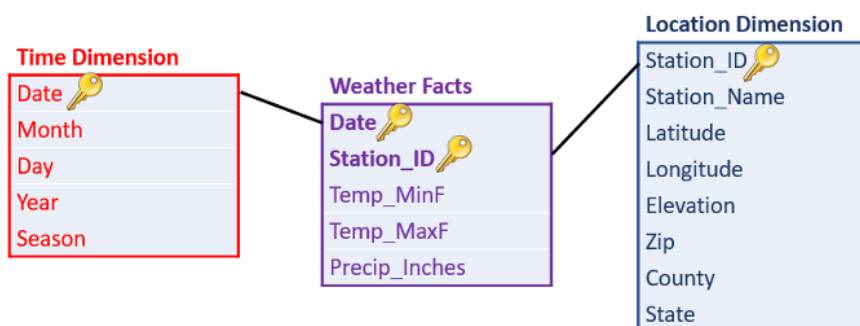 Time Dimension
Date
Month
Day
Year
Season
Weather Facts
Date
Station_ID
Temp_MinF
Temp_MaxF
Precip_Inches
Location Dimension
Station_ID
Station_Name
Latitude
Longitude
Elevation
Zip
County
State